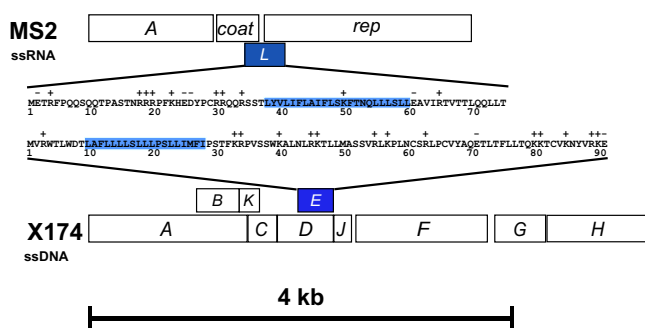 MS2 A coat rep
ssRNA L
- + +++ + -- ++ + + - +
METRFPQQSQQTPASTNRRRPFKHEDYPCRRQQRSSTLYVLIFLAIFLSKFTNQLLLSLLEAVIRTVTTLQQLLT
1 10 20 30 40 50 60 70
+ ++ + ++ + + + - ++ + ++-
MVRWTLWDTLAFLLLLSLLLPSLLIMFIPSTFKRPVSSWKALNLRKTLLMASSVRLKPLNCSRLPCVYAQETLTFLLTQKKTCVKNYVRKE
1 10 20 30 40 50 60 70 80 90
B K E
X174 A C D J F G H
ssDNA
4 kb